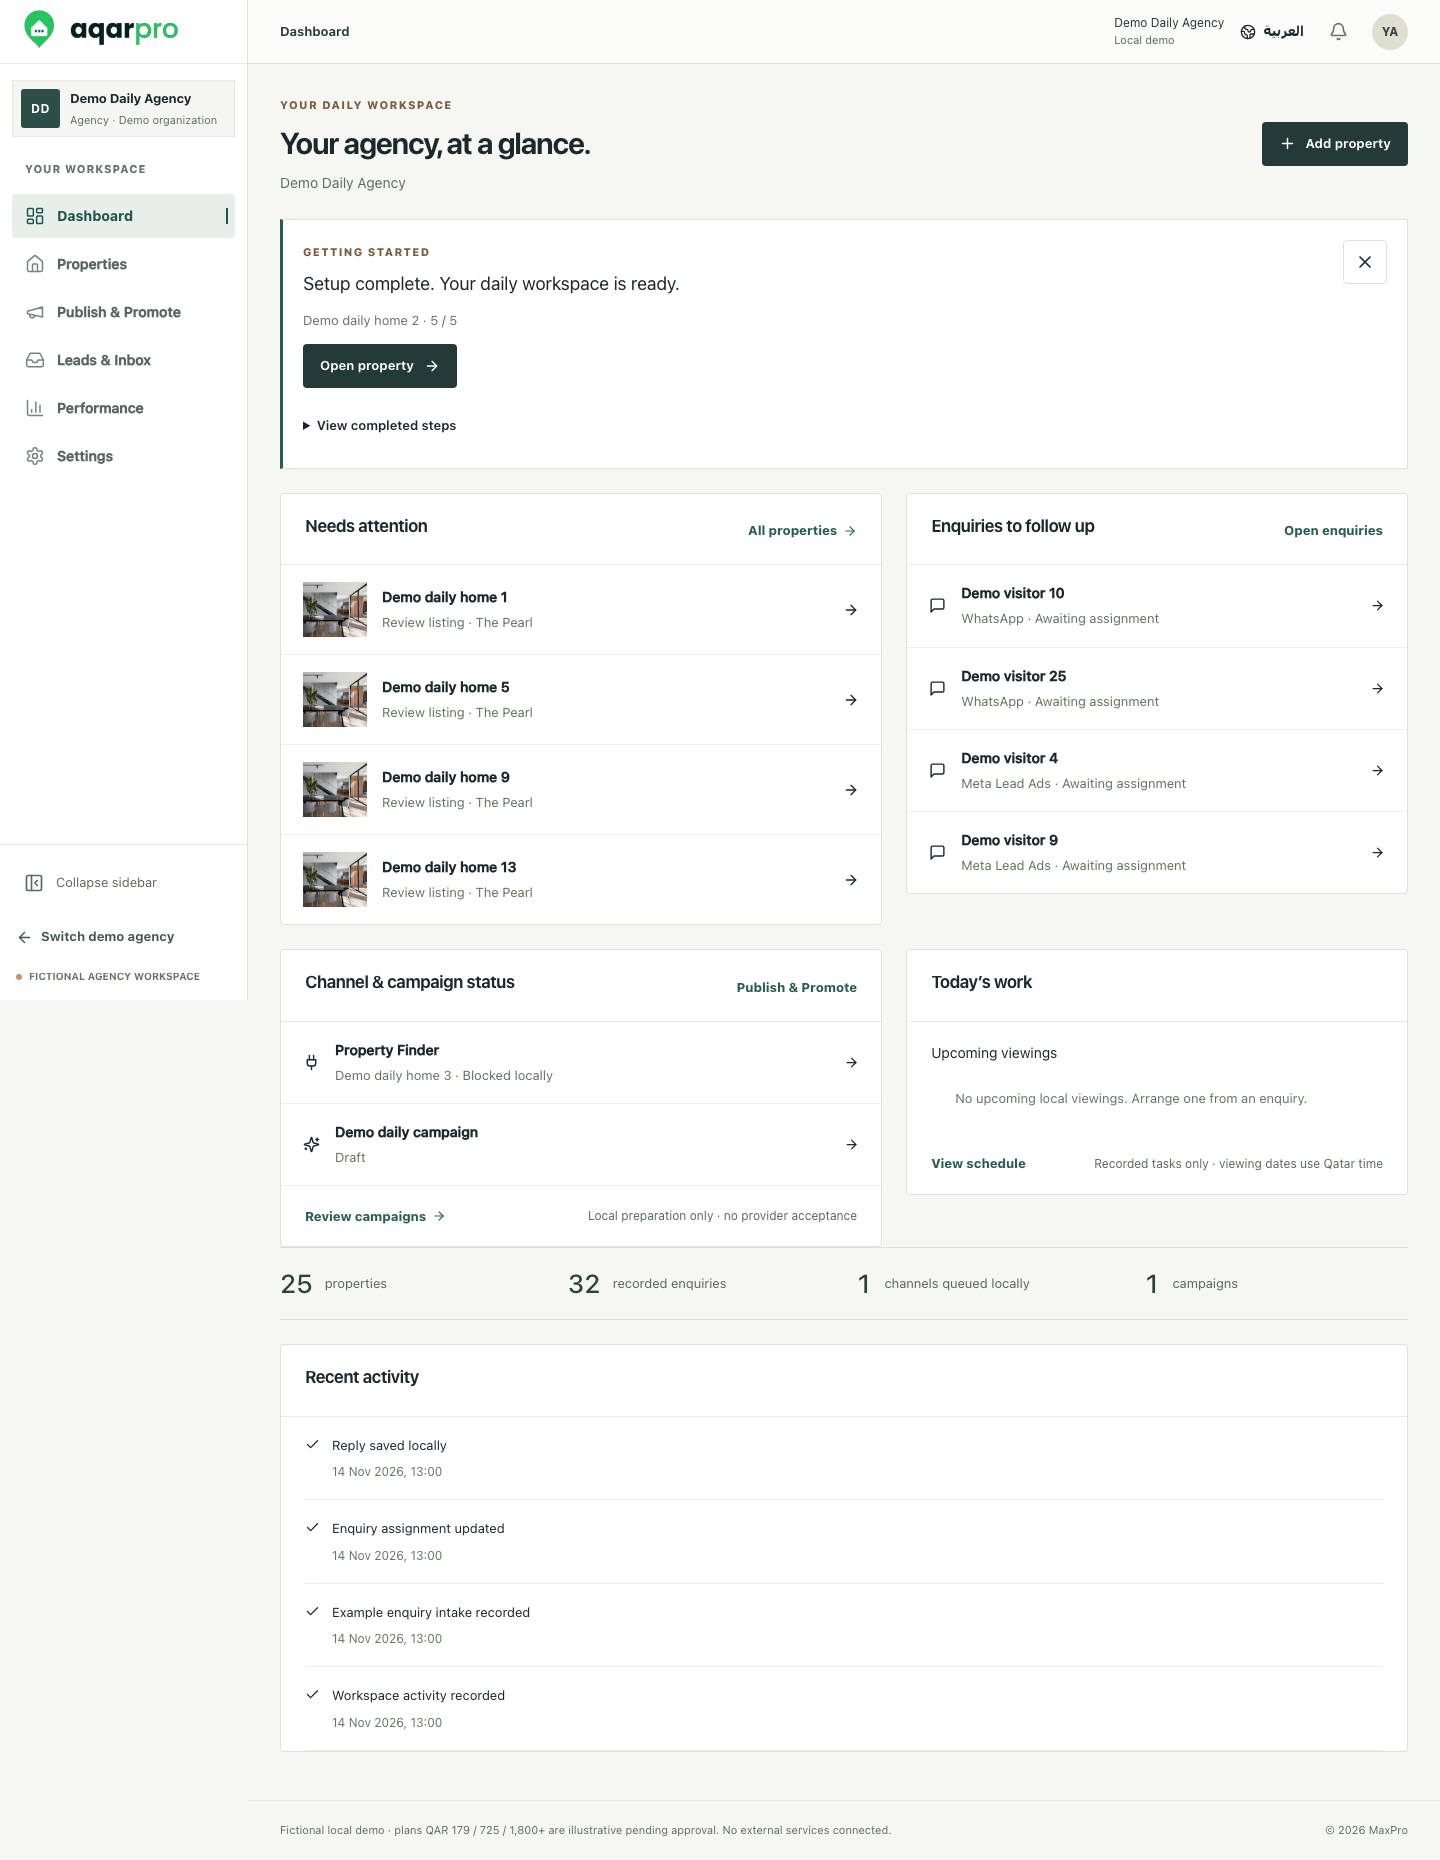 aqarpro
Dashboard
Demo Daily Agency
Local demo
العربية
YA
DD
Demo Daily Agency
Agency · Demo organization
YOUR WORKSPACE
Dashboard
Properties
Publish & Promote
Leads & Inbox
Performance
Settings
Collapse sidebar
Switch demo agency
FICTIONAL AGENCY WORKSPACE
YOUR DAILY WORKSPACE
Your agency, at a glance.
Demo Daily Agency
Add property
GETTING STARTED
Setup complete. Your daily workspace is ready.
Demo daily home 2 · 5 / 5
Open property
View completed steps
Needs attention
All properties
Demo daily home 1
Review listing · The Pearl
Demo daily home 5
Review listing · The Pearl
Demo daily home 9
Review listing · The Pearl
Demo daily home 13
Review listing · The Pearl
Enquiries to follow up
Open enquiries
Demo visitor 10
WhatsApp · Awaiting assignment
Demo visitor 25
WhatsApp · Awaiting assignment
Demo visitor 4
Meta Lead Ads · Awaiting assignment
Demo visitor 9
Meta Lead Ads · Awaiting assignment
Channel & campaign status
Publish & Promote
Property Finder
Demo daily home 3 · Blocked locally
Demo daily campaign
Draft
Review campaigns
Local preparation only · no provider acceptance
Today’s work
Upcoming viewings
No upcoming local viewings. Arrange one from an enquiry.
View schedule
Recorded tasks only · viewing dates use Qatar time
25 properties
32 recorded enquiries
1 channels queued locally
1 campaigns
Recent activity
Reply saved locally
14 Nov 2026, 13:00
Enquiry assignment updated
14 Nov 2026, 13:00
Example enquiry intake recorded
14 Nov 2026, 13:00
Workspace activity recorded
14 Nov 2026, 13:00
Fictional local demo · plans QAR 179 / 725 / 1,800+ are illustrative pending approval. No external services connected.
© 2026 MaxPro